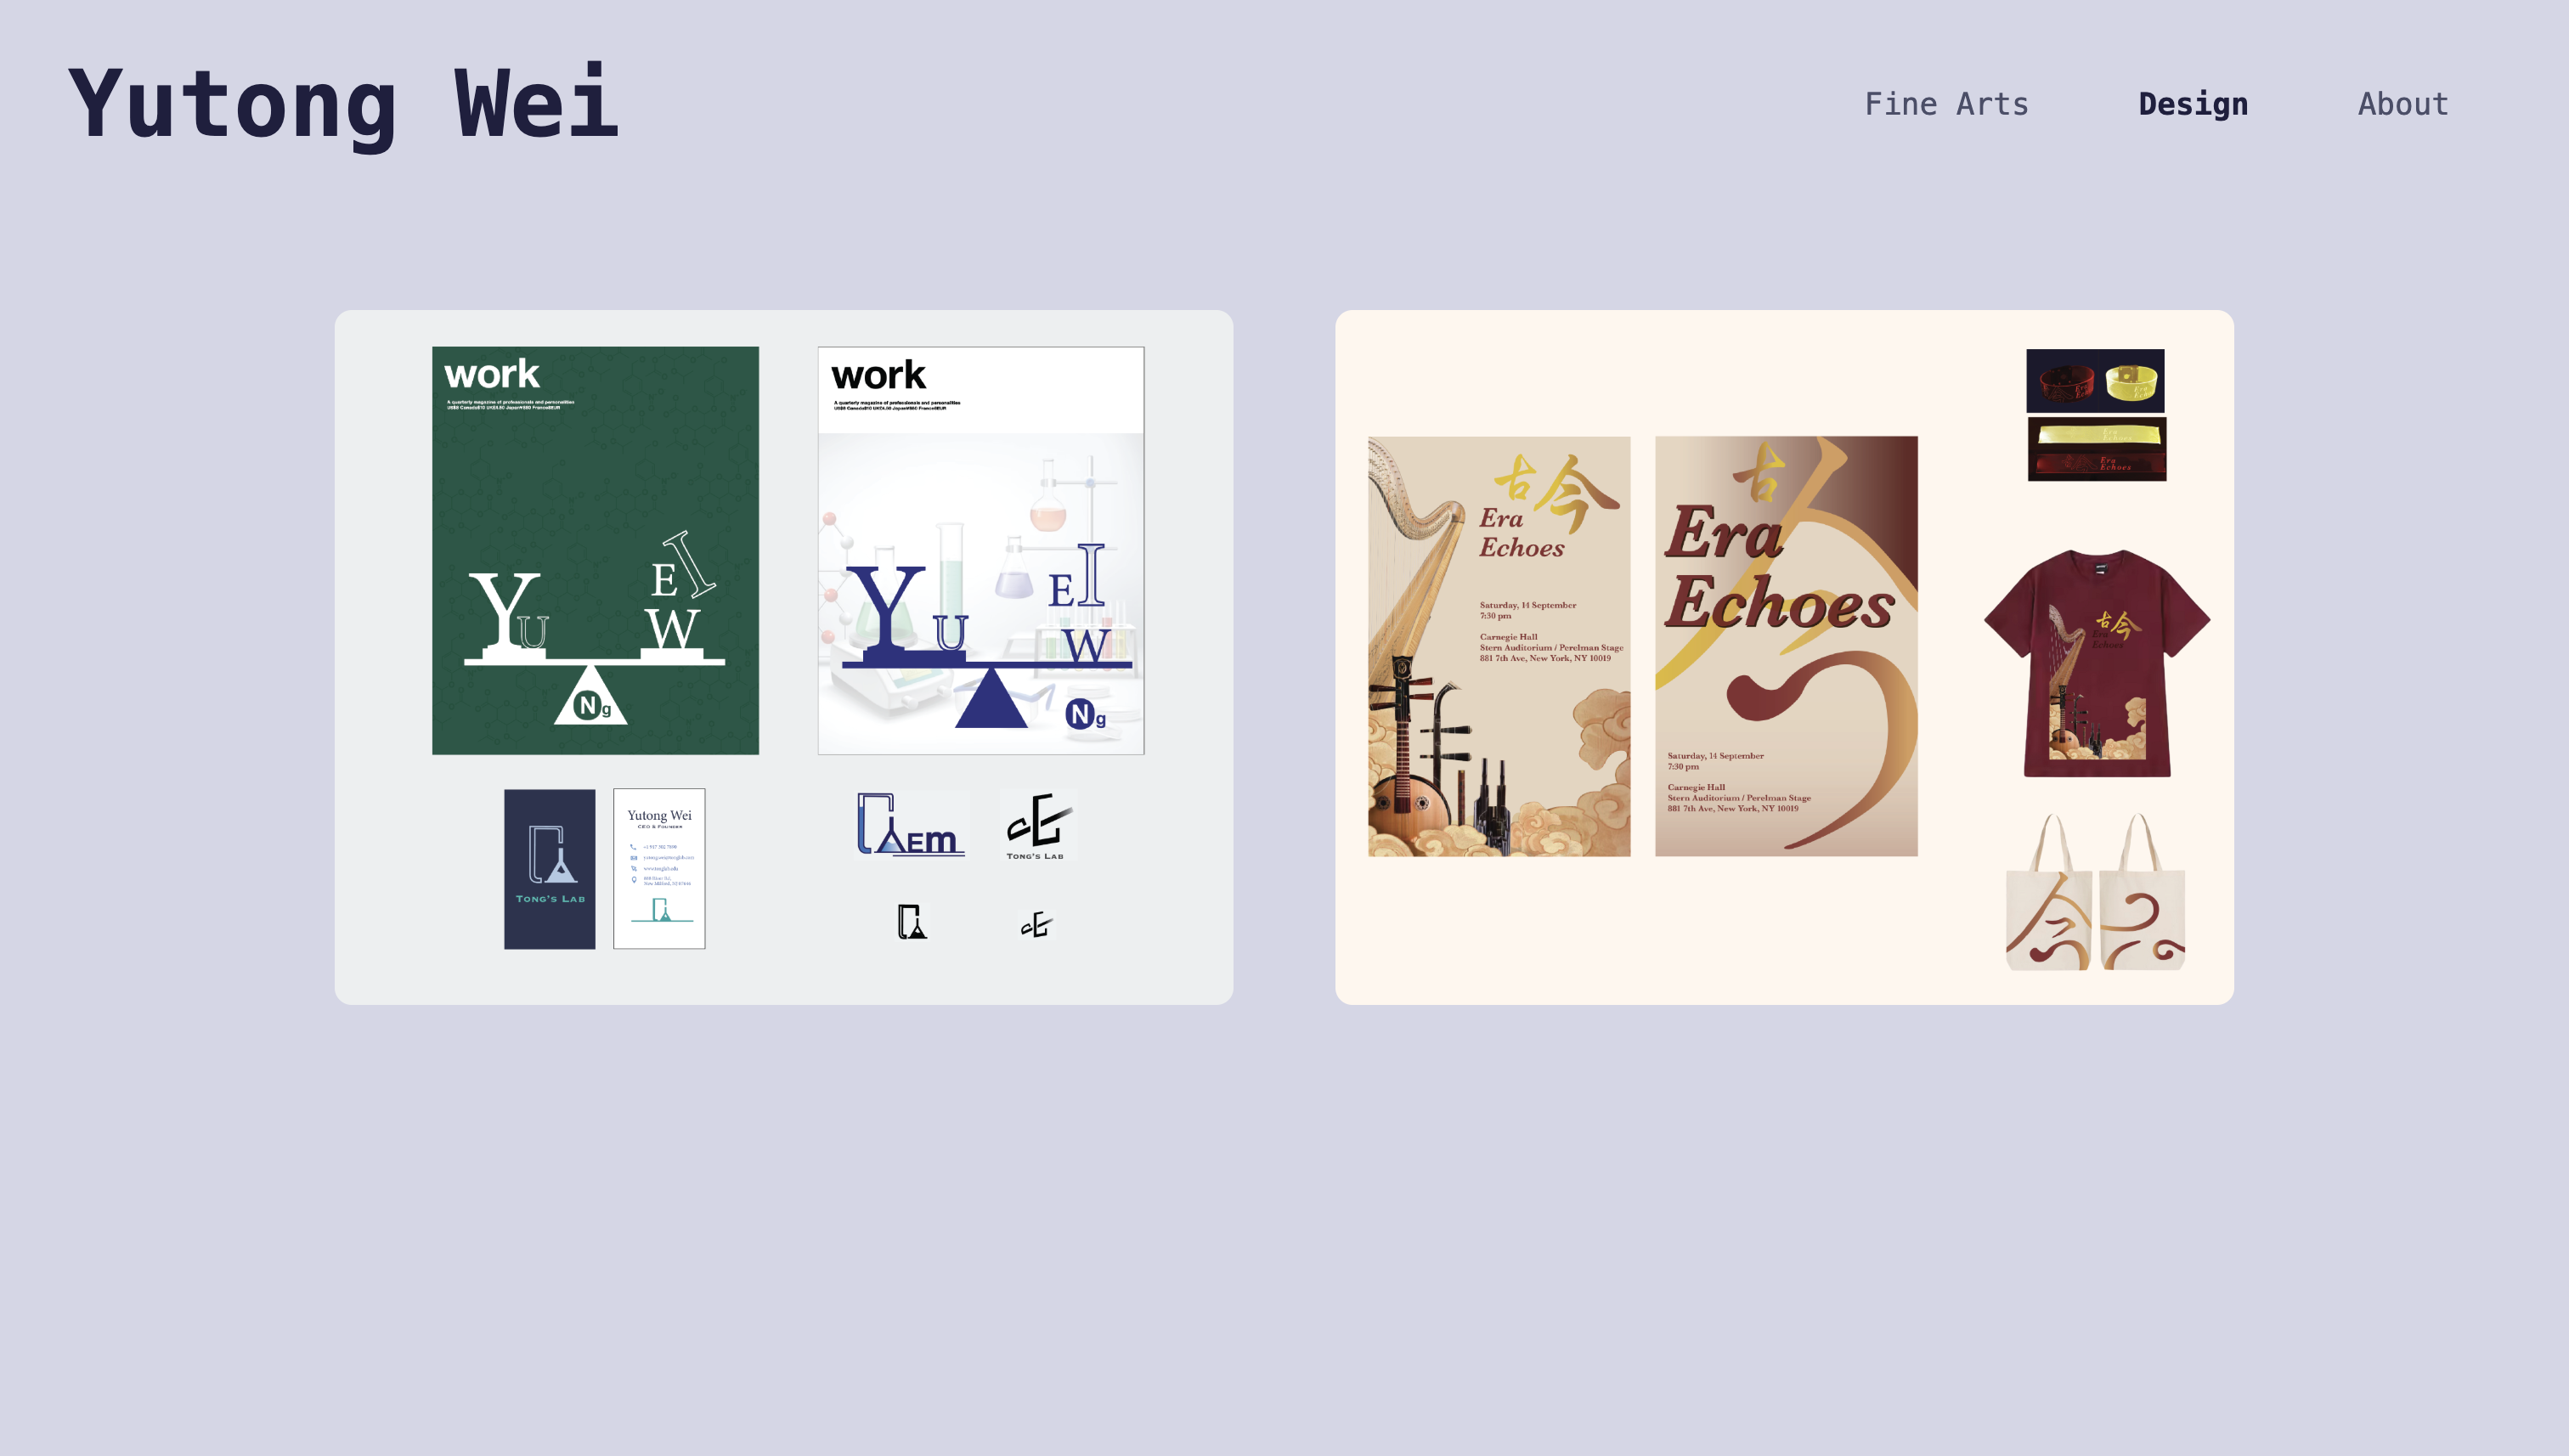 Yutong Wei
Fine Arts
Design
About
work
A quarterly magazine of professionals and personalities
Y U
E I
W
N g
work
A quarterly magazine of professionals and personalities
Y U
E I
W
N g
TONG'S LAB
Yutong Wei
CEO & Founder
Em
TONG'S LAB
古今
Era
Echoes
Saturday, 14 September
7:30 pm
Carnegie Hall
Stern Auditorium / Perelman Stage
881 7th Ave, New York, NY 10019
古今
Era
Echoes
Saturday, 14 September
7:30 pm
Carnegie Hall
Stern Auditorium / Perelman Stage
881 7th Ave, New York, NY 10019
Era
Echoes
古今
Era
Echoes